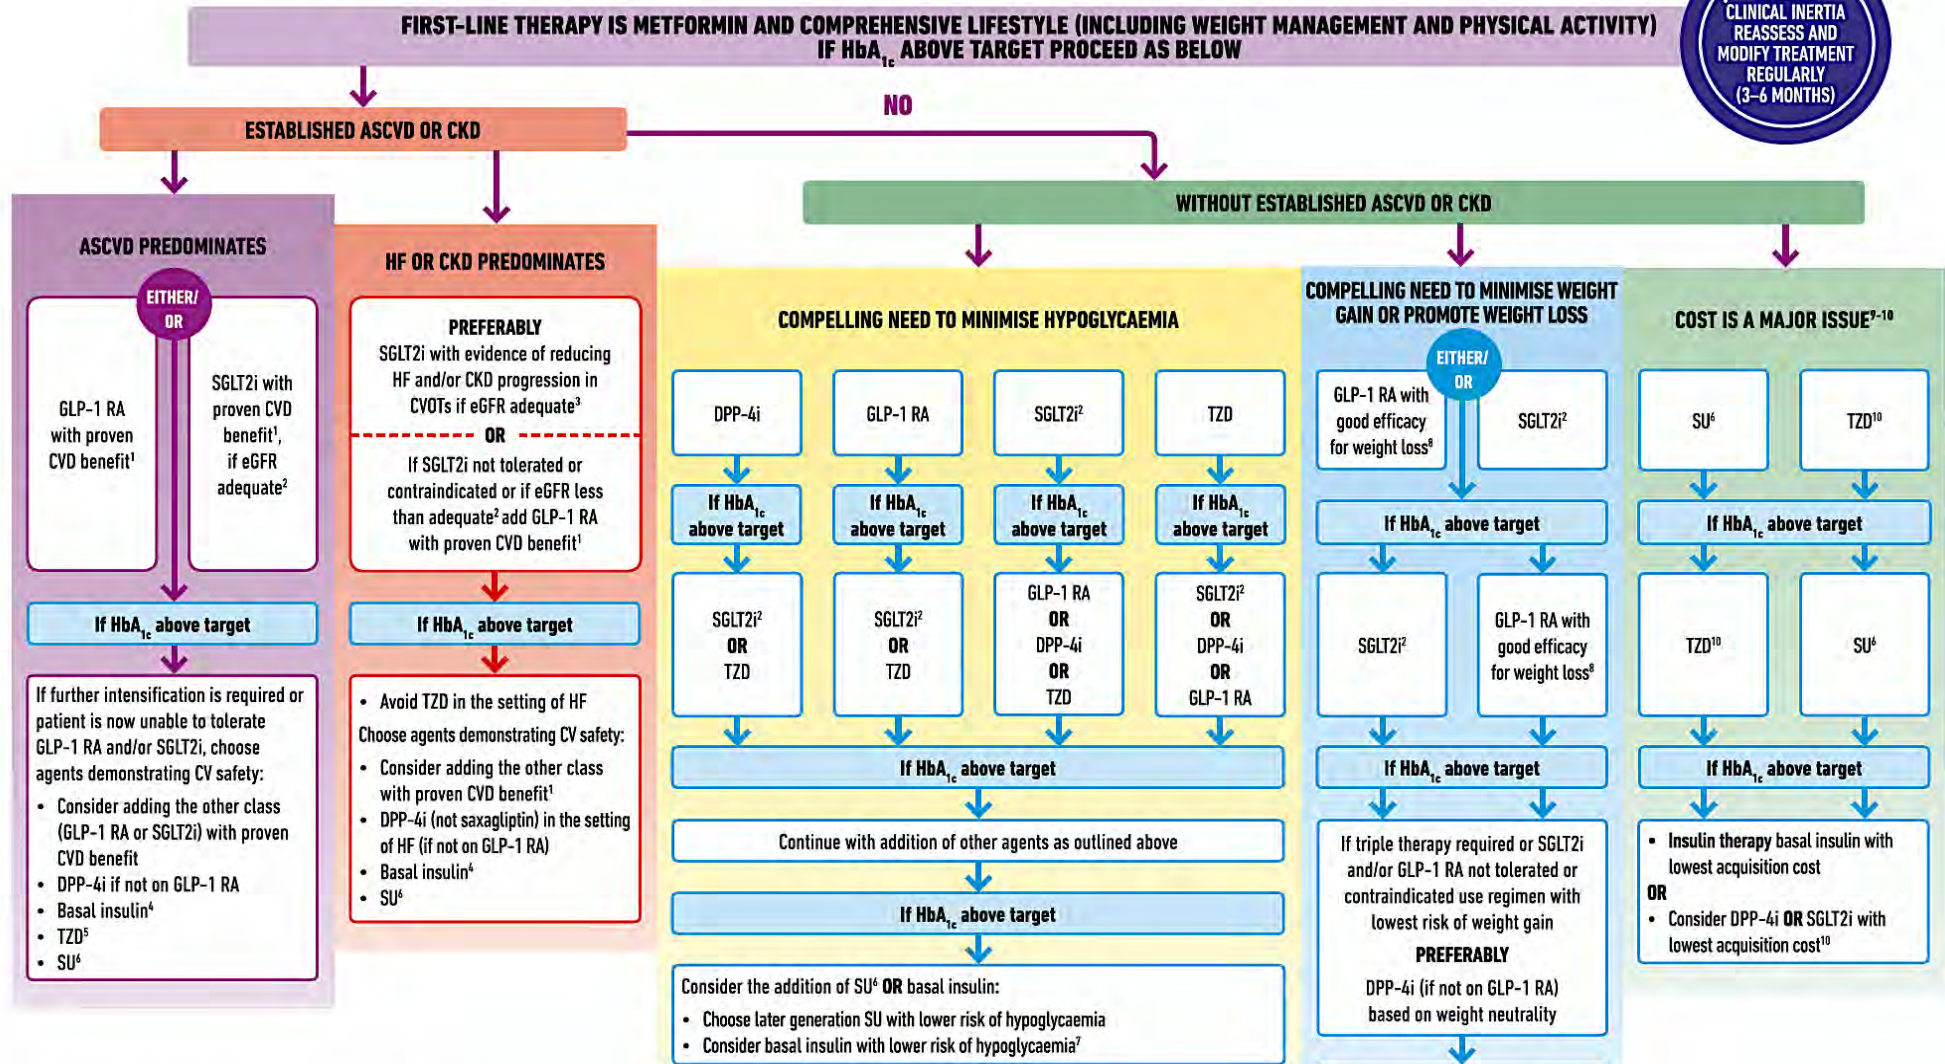 FIRST-LINE THERAPY IS METFORMIN AND COMPREHENSIVE LIFESTYLE (INCLUDING WEIGHT MANAGEMENT AND PHYSICAL ACTIVITY)
IF HbA1c ABOVE TARGET PROCEED AS BELOW
CLINICAL INERTIA
REASSESS AND
MODIFY TREATMENT
REGULARLY
(3–6 MONTHS)
NO
ESTABLISHED ASCVD OR CKD
WITHOUT ESTABLISHED ASCVD OR CKD
ASCVD PREDOMINATES
EITHER/
OR
GLP-1 RA
with proven
CVD benefit¹
SGLT2i with
proven CVD
benefit¹,
if eGFR
adequate²
If HbA1c above target
If further intensification is required or
patient is now unable to tolerate
GLP-1 RA and/or SGLT2i, choose
agents demonstrating CV safety:
• Consider adding the other class
(GLP-1 RA or SGLT2i) with proven
CVD benefit
• DPP-4i if not on GLP-1 RA
• Basal insulin⁴
• TZD⁵
• SU⁶
HF OR CKD PREDOMINATES
PREFERABLY
SGLT2i with evidence of reducing
HF and/or CKD progression in
CVOTs if eGFR adequate³
OR
If SGLT2i not tolerated or
contraindicated or if eGFR less
than adequate² add GLP-1 RA
with proven CVD benefit¹
If HbA1c above target
• Avoid TZD in the setting of HF
Choose agents demonstrating CV safety:
• Consider adding the other class
with proven CVD benefit¹
• DPP-4i (not saxagliptin) in the setting
of HF (if not on GLP-1 RA)
• Basal insulin⁴
• SU⁶
COMPELLING NEED TO MINIMISE HYPOGLYCAEMIA
DPP-4i
GLP-1 RA
SGLT2i²
TZD
If HbA1c
above target
If HbA1c
above target
If HbA1c
above target
If HbA1c
above target
SGLT2i²
OR
TZD
SGLT2i²
OR
TZD
GLP-1 RA
OR
DPP-4i
OR
TZD
SGLT2i²
OR
DPP-4i
OR
GLP-1 RA
If HbA1c above target
Continue with addition of other agents as outlined above
If HbA1c above target
Consider the addition of SU⁶ OR basal insulin:
• Choose later generation SU with lower risk of hypoglycaemia
• Consider basal insulin with lower risk of hypoglycaemia⁷
COMPELLING NEED TO MINIMISE WEIGHT
GAIN OR PROMOTE WEIGHT LOSS
EITHER/
OR
GLP-1 RA with
good efficacy
for weight loss⁸
SGLT2i²
If HbA1c above target
SGLT2i²
GLP-1 RA with
good efficacy
for weight loss⁸
If HbA1c above target
If triple therapy required or SGLT2i
and/or GLP-1 RA not tolerated or
contraindicated use regimen with
lowest risk of weight gain
PREFERABLY
DPP-4i (if not on GLP-1 RA)
based on weight neutrality
COST IS A MAJOR ISSUE⁹⁻¹⁰
SU⁶
TZD¹⁰
If HbA1c above target
TZD¹⁰
SU⁶
If HbA1c above target
• Insulin therapy basal insulin with
lowest acquisition cost
OR
• Consider DPP-4i OR SGLT2i with
lowest acquisition cost¹⁰